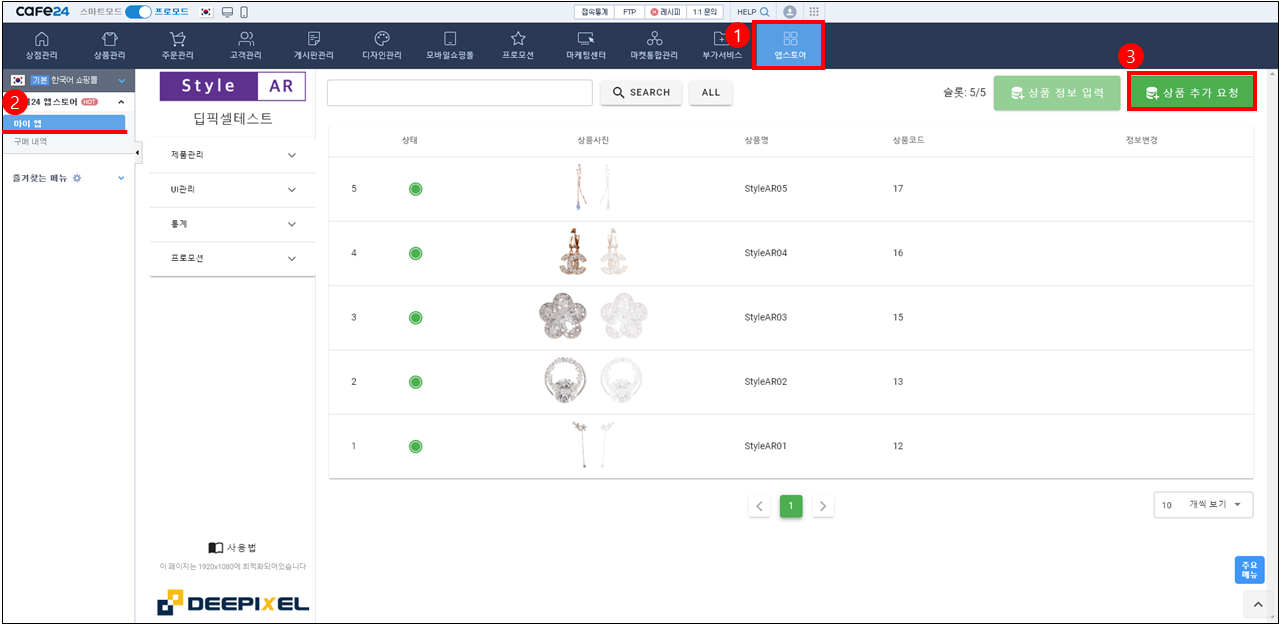 CAFE24 스마트모드 프로모드 접속통계 FTP 레시피 1:1 문의 HELP
상점관리 상품관리 주문관리 고객관리 게시판관리 디자인관리 모바일쇼핑몰 프로모션 마케팅센터 마켓통합관리 부가서비스 앱스토어
1
3
기본 한국어 쇼핑몰
2
24 앱스토어 HOT
마이 앱
구매 내역
즐겨찾는 메뉴
Style AR
딥픽셀테스트
제품관리
UI관리
통계
프로모션
SEARCH ALL 슬롯: 5/5 상품 정보 입력 상품 추가 요청
상태 상품사진 상품명 상품코드 정보변경
5 StyleAR05 17
4 StyleAR04 16
3 StyleAR03 15
2 StyleAR02 13
1 StyleAR01 12
1
10 개씩 보기
사용법
이 페이지는 1920x1080에 최적화되어있습니다
DEEPIXEL
주요
메뉴